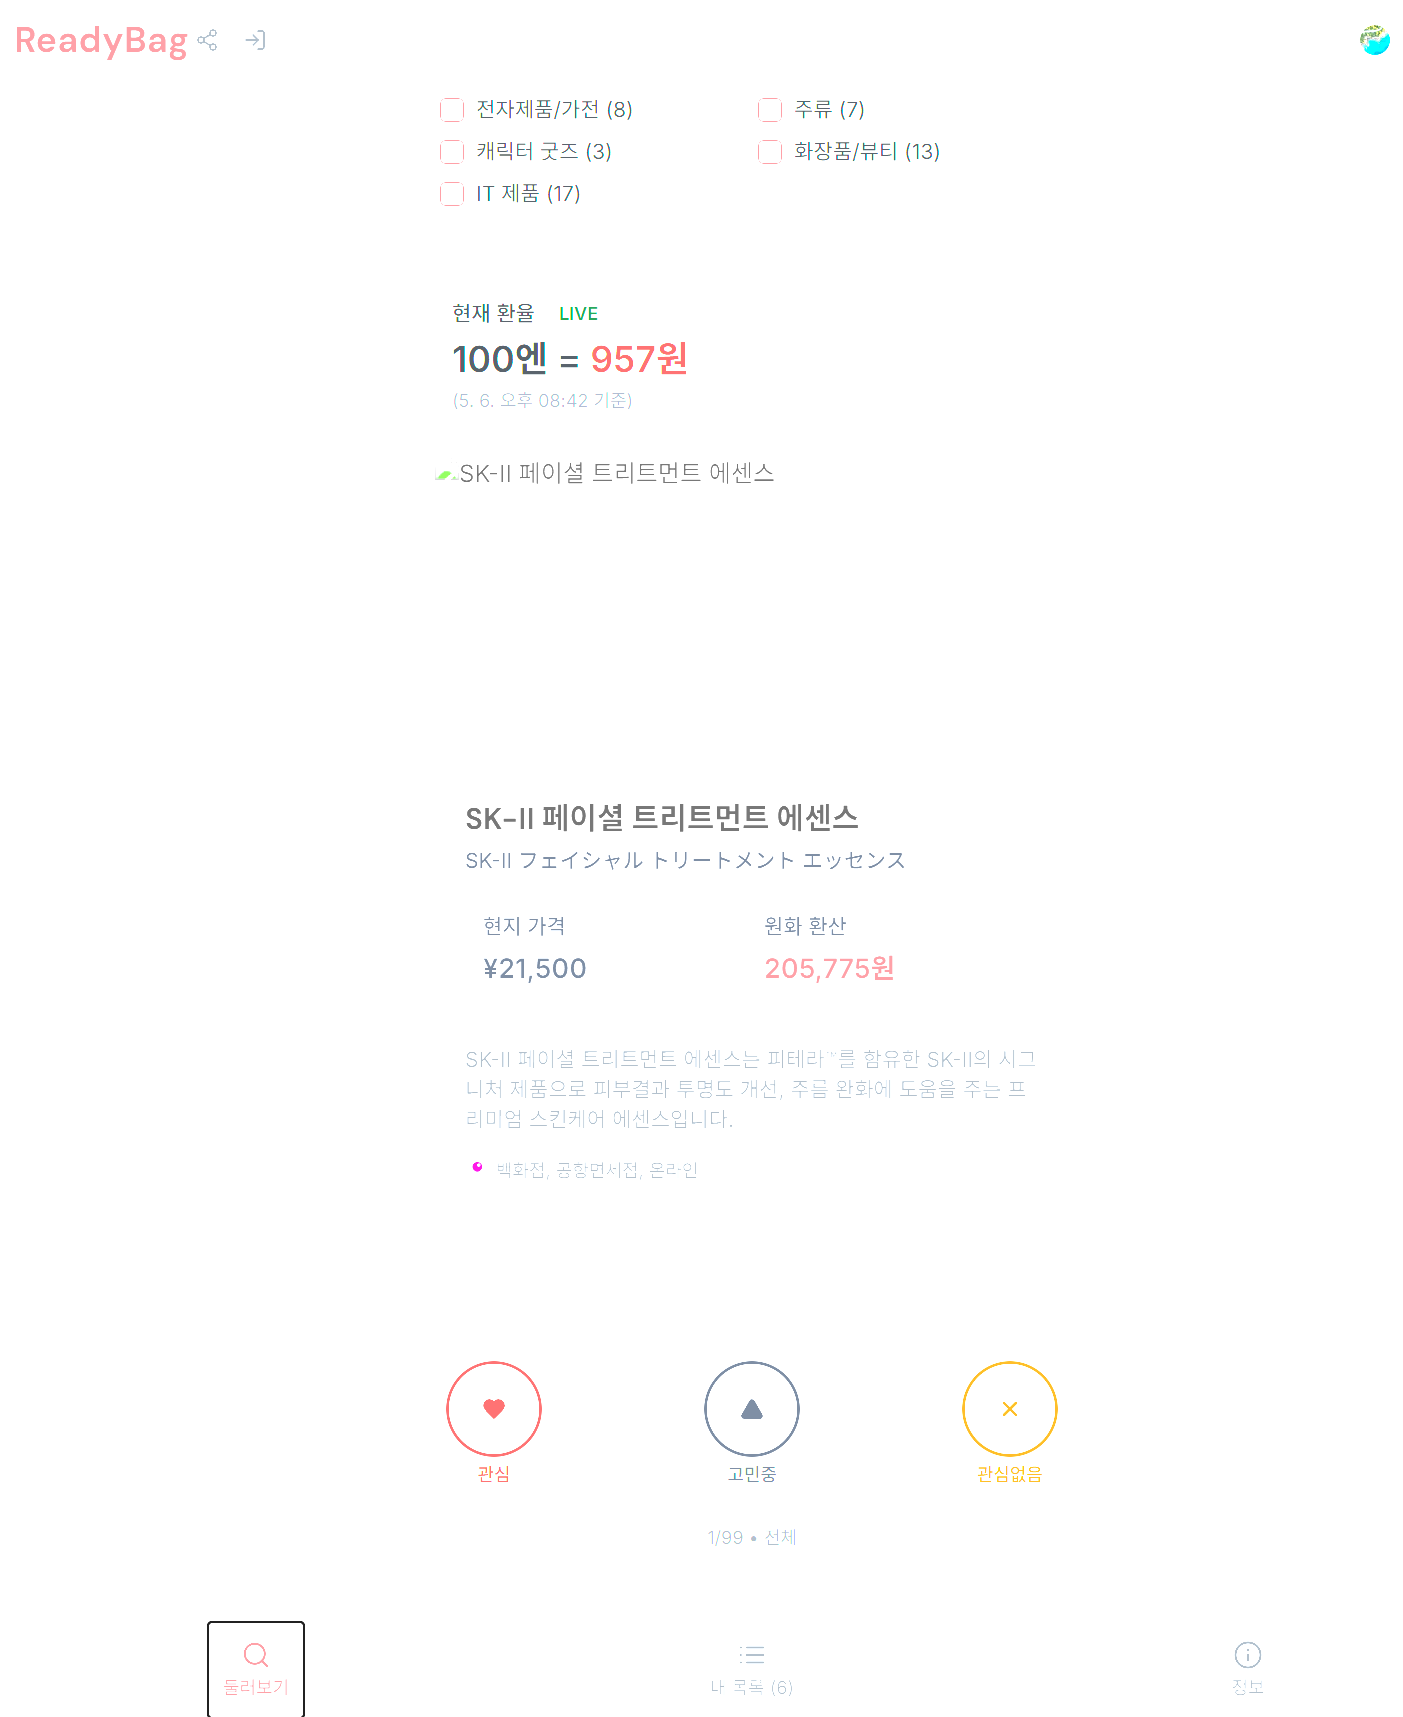 ReadyBag
전자제품/가전 (8)
주류 (7)
캐릭터 굿즈 (3)
화장품/뷰티 (13)
IT 제품 (17)
현재 환율 LIVE
100엔 = 957원
(5. 6. 오후 08:42 기준)
SK-II 페이셜 트리트먼트 에센스
SK-II 페이셜 트리트먼트 에센스
SK-II フェイシャル トリートメント エッセンス
현지 가격
원화 환산
¥21,500
205,775원
SK-II 페이셜 트리트먼트 에센스는 피테라™를 함유한 SK-II의 시그
니처 제품으로 피부결과 투명도 개선, 주름 완화에 도움을 주는 프
리미엄 스킨케어 에센스입니다.
백화점, 공항면세점, 온라인
관심
고민중
관심없음
1/99 • 전체
둘러보기
내 목록 (6)
정보